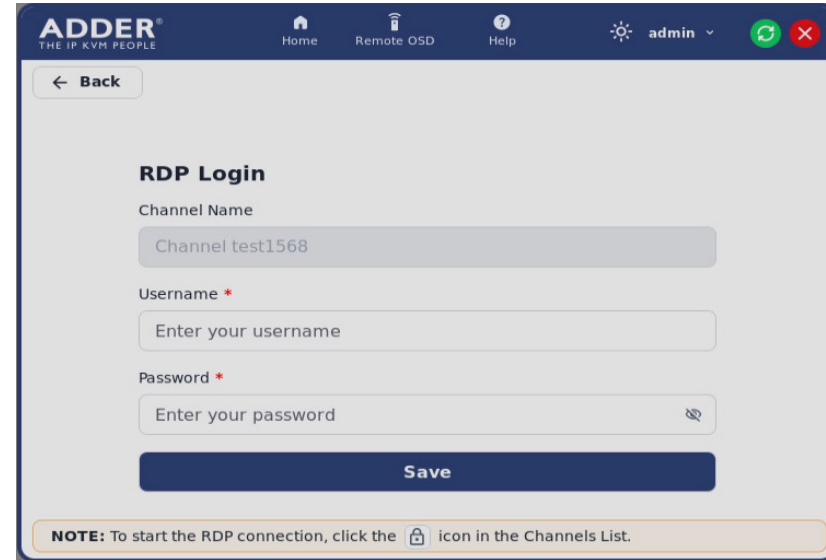 ADDER®
THE IP KVM PEOPLE
Home
Remote OSD
Help
admin
Back
RDP Login
Channel Name
Channel test1568
Username *
Enter your username
Password *
Enter your password
Save
NOTE: To start the RDP connection, click the icon in the Channels List.